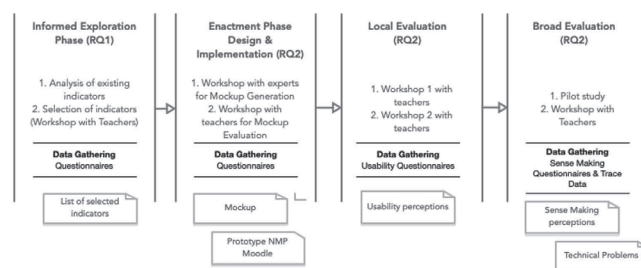 Informed Exploration
Phase (RQ1)
1. Analysis of existing
indicators
2. Selection of indicators
(Workshop with Teachers)
Data Gathering
Questionnaires
List of selected
indicators
Enactment Phase
Design &
Implementation (RQ2)
1. Workshop with experts
for Mockup Generation
2. Workshop with
teachers for Mockup
Evaluation
Data Gathering
Questionnaires
Mockup
Prototype NMP
Moodle
Local Evaluation
(RQ2)
1. Workshop 1 with
teachers
2. Workshop 2 with
teachers
Data Gathering
Usability Questionnaires
Usability perceptions
Broad Evaluation
(RQ2)
1. Pilot study
2. Workshop with
Teachers
Data Gathering
Sense Making
Questionnaires & Trace
Data
Sense Making
perceptions
Technical Problems